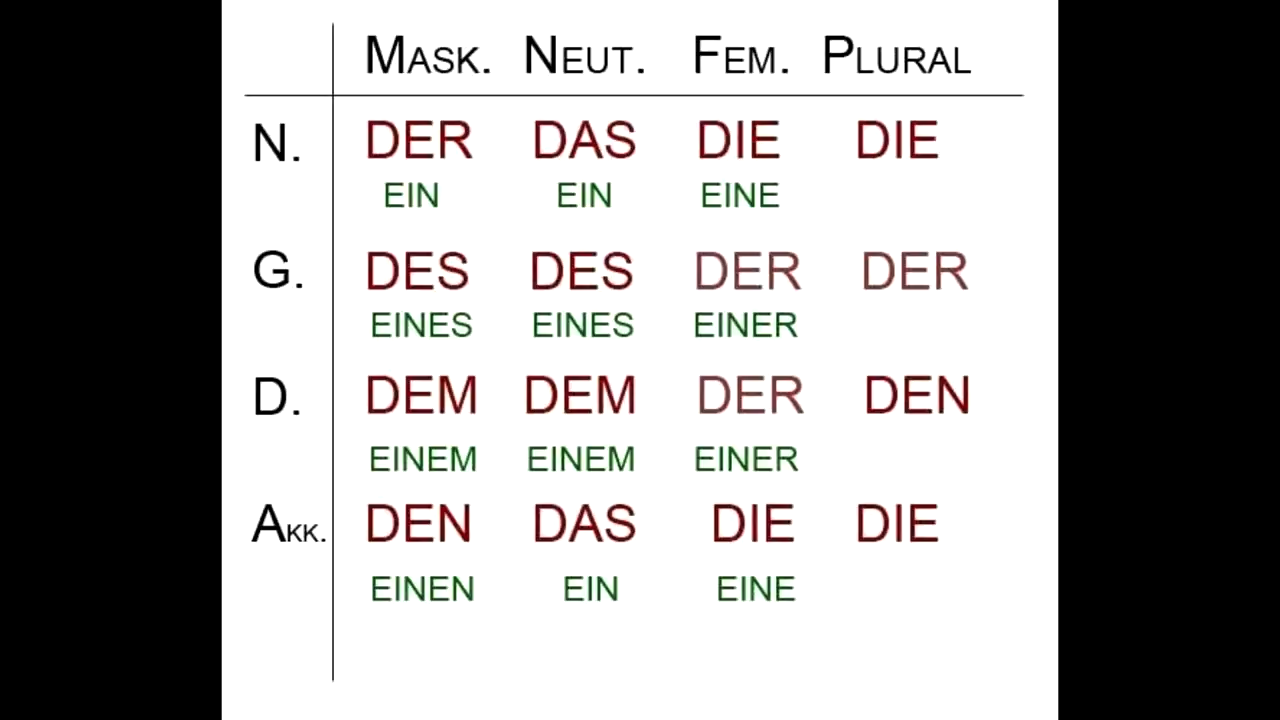 MASK. NEUT. FEM. PLURAL
N. DER DAS DIE DIE
EIN EIN EINE
G. DES DES DER DER
EINES EINES EINER
D. DEM DEM DER DEN
EINEM EINEM EINER
AKK. DEN DAS DIE DIE
EINEN EIN EINE